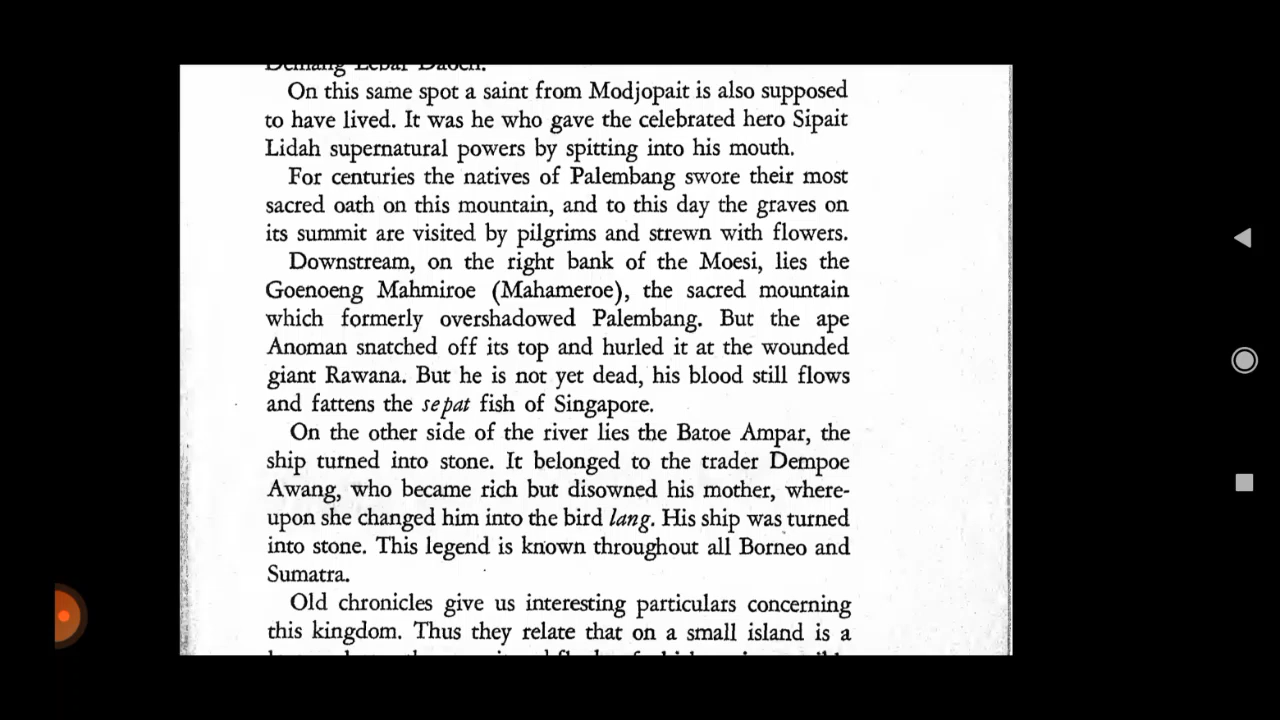 On this same spot a saint from Modjopait is also supposed
to have lived. It was he who gave the celebrated hero Sipait
Lidah supernatural powers by spitting into his mouth.
For centuries the natives of Palembang swore their most
sacred oath on this mountain, and to this day the graves on
its summit are visited by pilgrims and strewn with flowers.
Downstream, on the right bank of the Moesi, lies the
Goenoeng Mahmiroe (Mahameroe), the sacred mountain
which formerly overshadowed Palembang. But the ape
Anoman snatched off its top and hurled it at the wounded
giant Rawana. But he is not yet dead, his blood still flows
and fattens the sepat fish of Singapore.
On the other side of the river lies the Batoe Ampar, the
ship turned into stone. It belonged to the trader Dempoe
Awang, who became rich but disowned his mother, where-
upon she changed him into the bird lang. His ship was turned
into stone. This legend is known throughout all Borneo and
Sumatra.
Old chronicles give us interesting particulars concerning
this kingdom. Thus they relate that on a small island is a